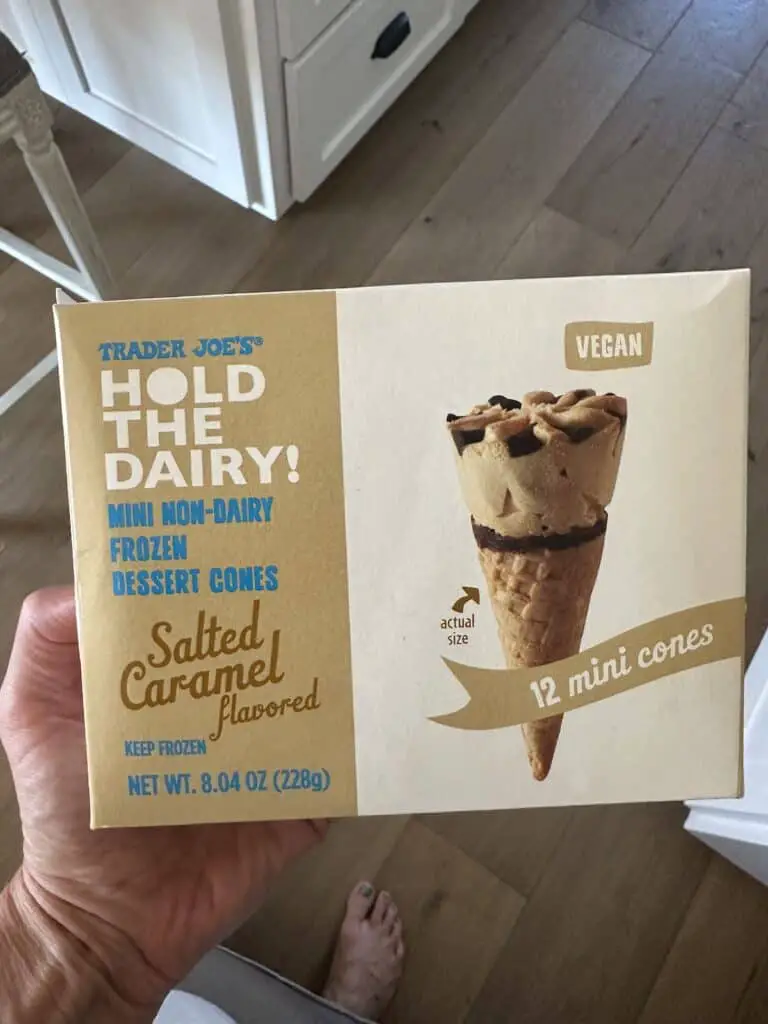 TRADER JOE'S®
HOLD
THE
DAIRY!
MINI NON-DAIRY
FROZEN
DESSERT CONES
Salted
Caramel
flavored
KEEP FROZEN
NET WT. 8.04 OZ (228g)
VEGAN
actual
size
12 mini cones